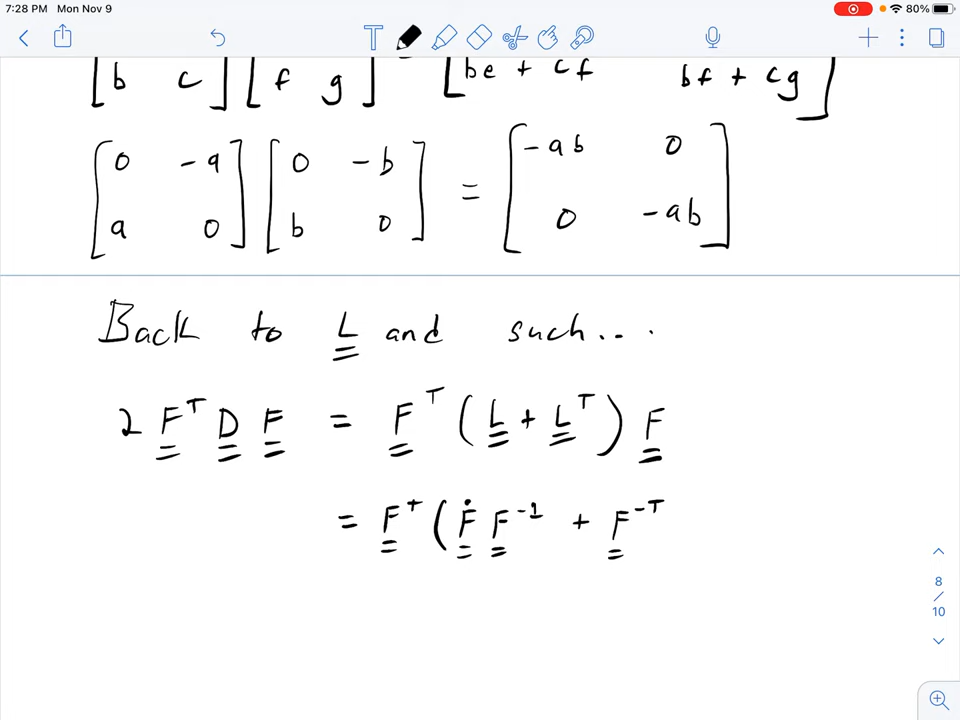 7:28 PM Mon Nov 9 80%
T
[b c] [f g] [be + cf bf + cg]
[0 -a] [0 -b] = [-ab 0]
[a 0] [b 0] [0 -ab]
Back to L and such...
2 F^T D F = F^T (L + L^T) F
= F^T (Ḟ F^-1 + F^-T
8
/
10